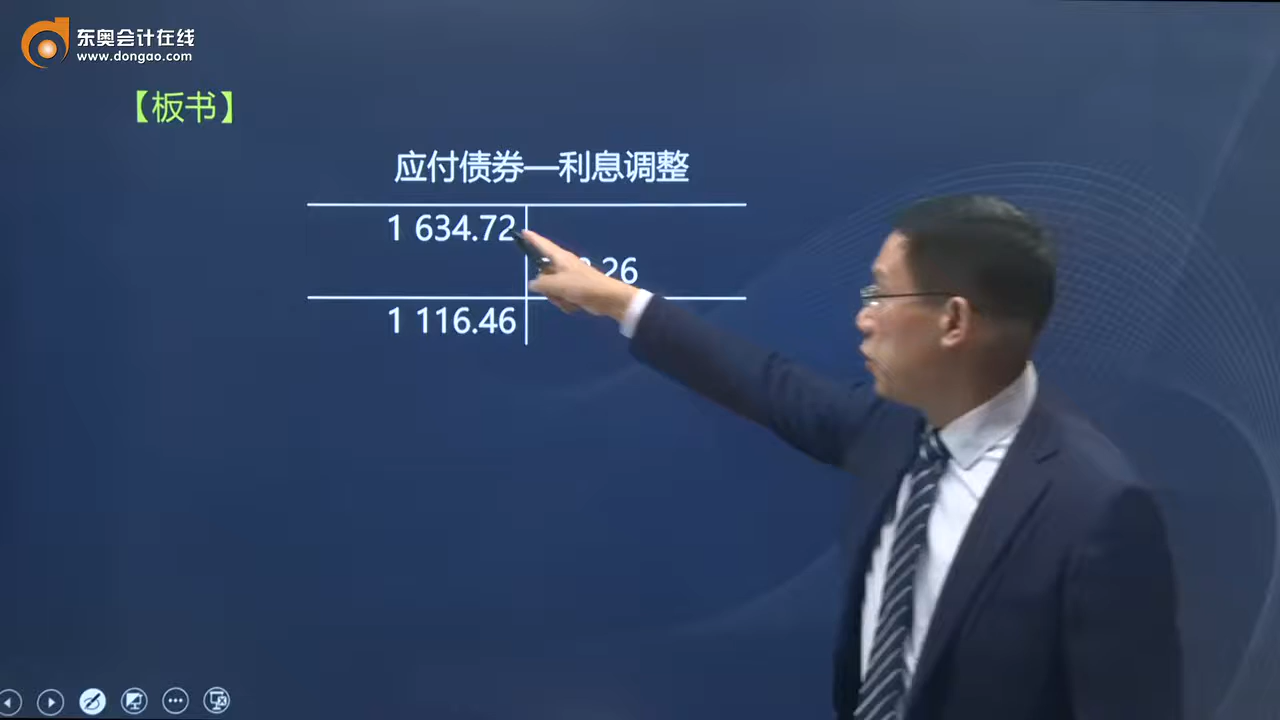 东奥会计在线
www.dongao.com
【板书】
应付债券—利息调整
1 634.72
26
1 116.46